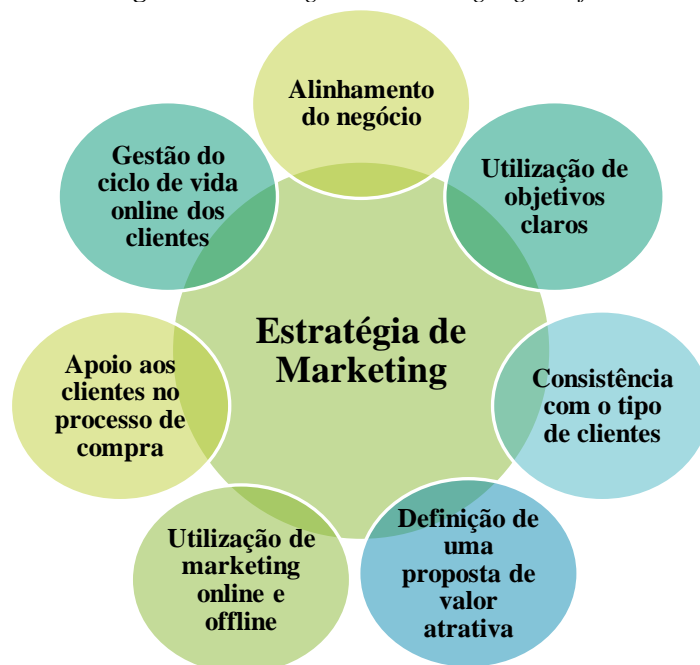 Alinhamento
do negócio
Utilização de
objetivos
claros
Consistência
com o tipo
de clientes
Definição de
uma
proposta de
valor
atrativa
Utilização de
marketing
online e
offline
Apoio aos
clientes no
processo de
compra
Gestão do
ciclo de vida
online dos
clientes
Estratégia de
Marketing